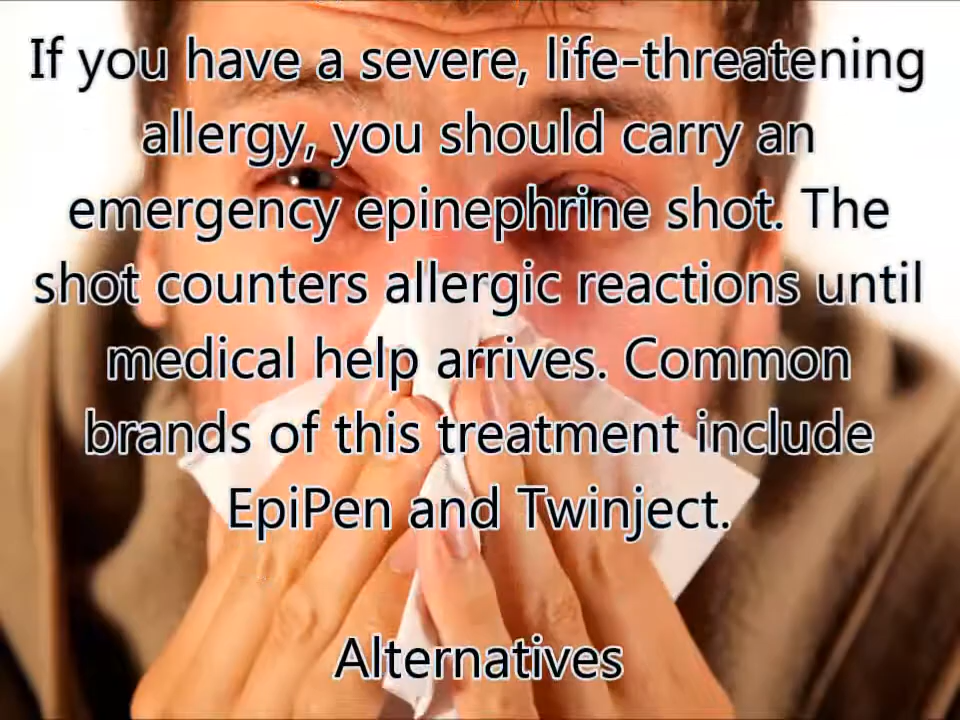 If you have a severe, life-threatening
allergy, you should carry an
emergency epinephrine shot. The
shot counters allergic reactions until
medical help arrives. Common
brands of this treatment include
EpiPen and Twinject.
Alternatives